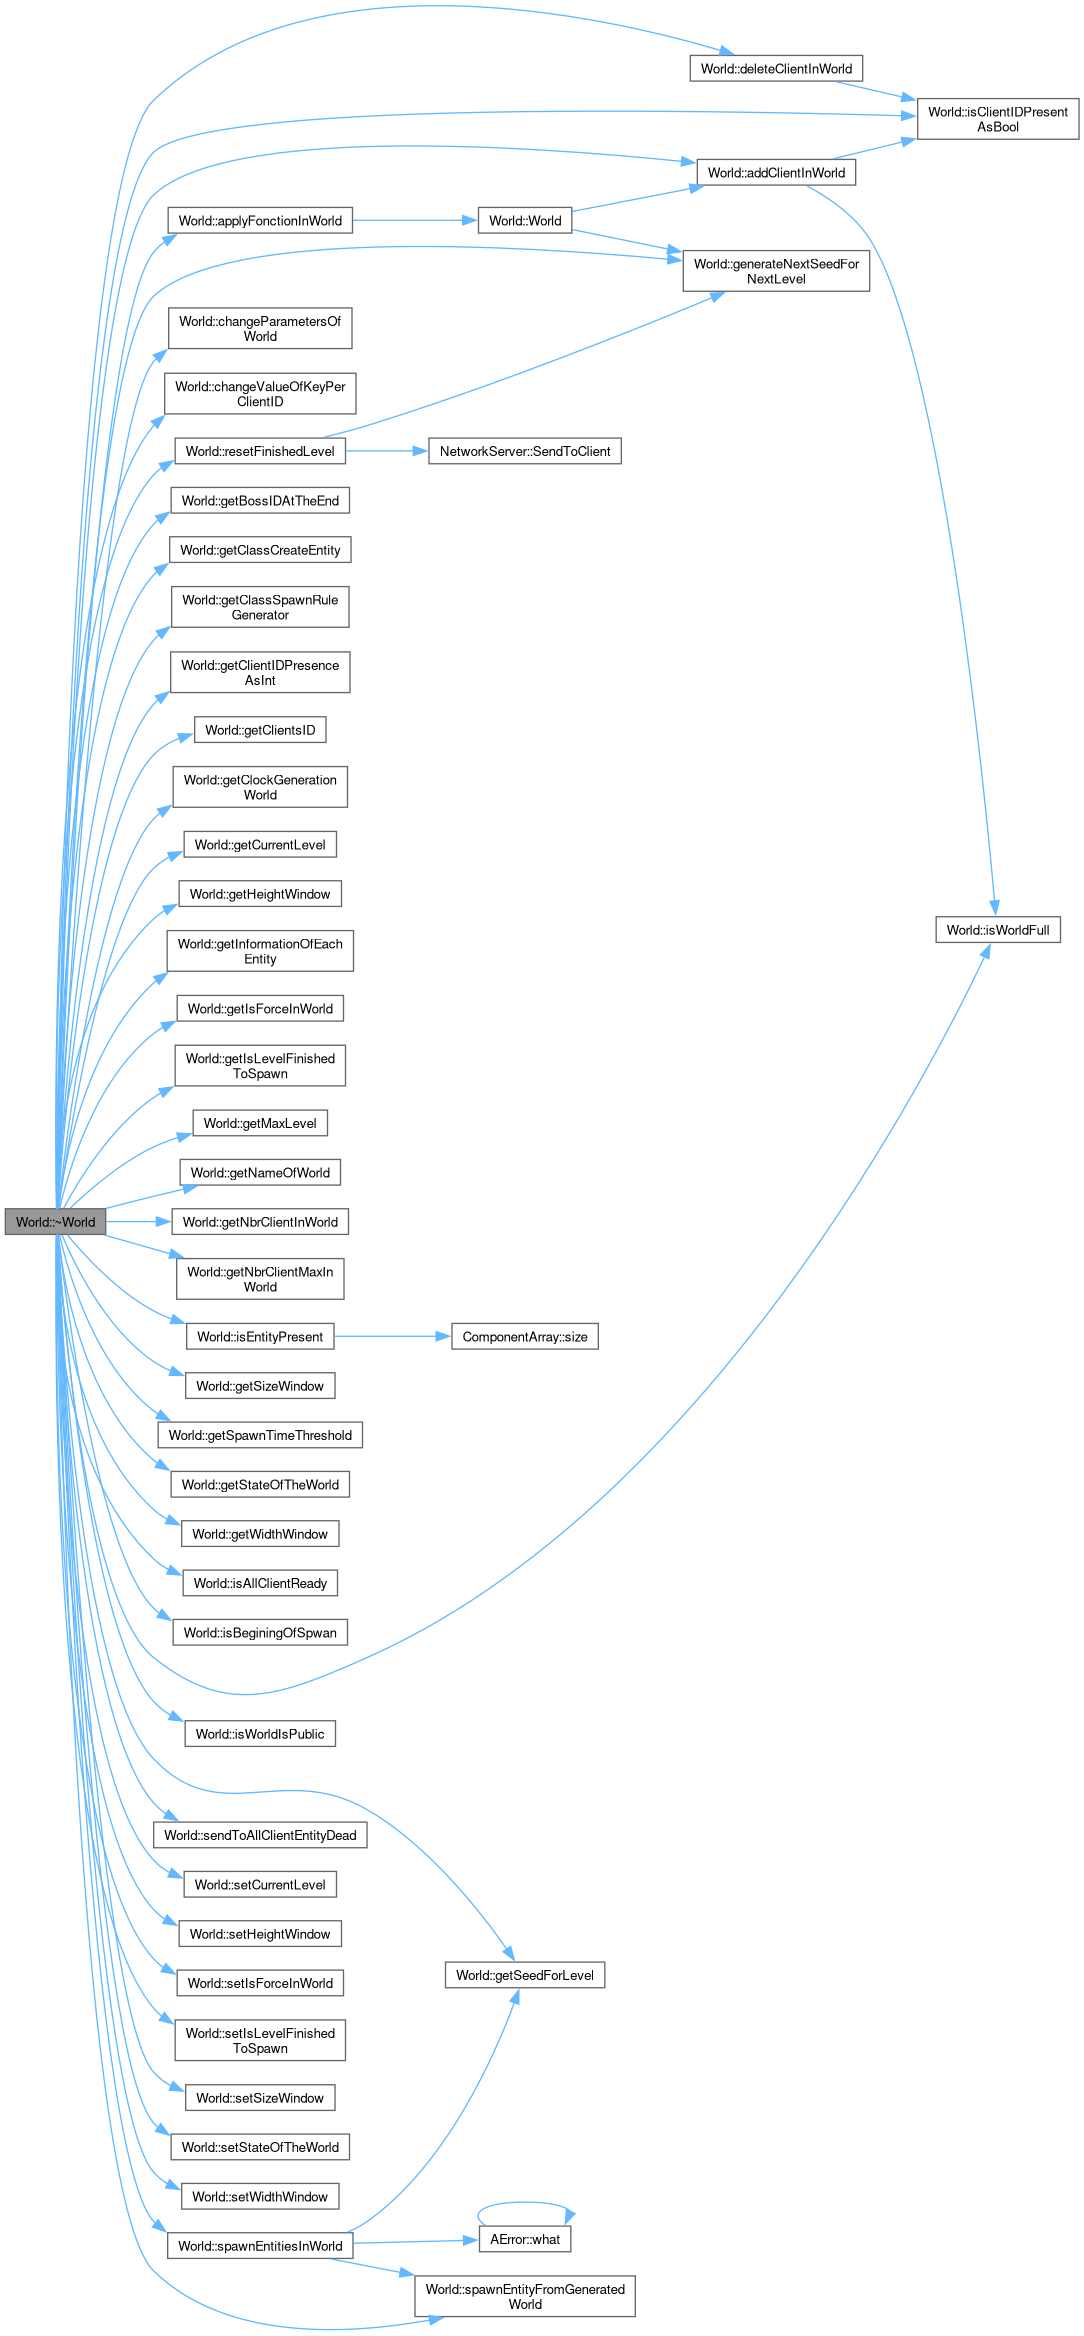 World::deleteClientInWorld
World::isClientIDPresent
AsBool
World::addClientInWorld
World::applyFonctionInWorld
World::World
World::generateNextSeedFor
NextLevel
World::changeParametersOf
World
World::changeValueOfKeyPer
ClientID
World::resetFinishedLevel
NetworkServer::SendToClient
World::getBossIDAtTheEnd
World::getClassCreateEntity
World::getClassSpawnRule
Generator
World::getClientIDPresence
AsInt
World::getClientsID
World::getClockGeneration
World
World::getCurrentLevel
World::getHeightWindow
World::isWorldFull
World::getInformationOfEach
Entity
World::getIsForceInWorld
World::getIsLevelFinished
ToSpawn
World::getMaxLevel
World::getNameOfWorld
World::~World
World::getNbrClientInWorld
World::getNbrClientMaxIn
World
World::isEntityPresent
ComponentArray::size
World::getSizeWindow
World::getSpawnTimeThreshold
World::getStateOfTheWorld
World::getWidthWindow
World::isAllClientReady
World::isBeginingOfSpwan
World::isWorldIsPublic
World::sendToAllClientEntityDead
World::setCurrentLevel
World::setHeightWindow
World::getSeedForLevel
World::setIsForceInWorld
World::setIsLevelFinished
ToSpawn
World::setSizeWindow
World::setStateOfTheWorld
World::setWidthWindow
AError::what
World::spawnEntitiesInWorld
World::spawnEntityFromGenerated
World